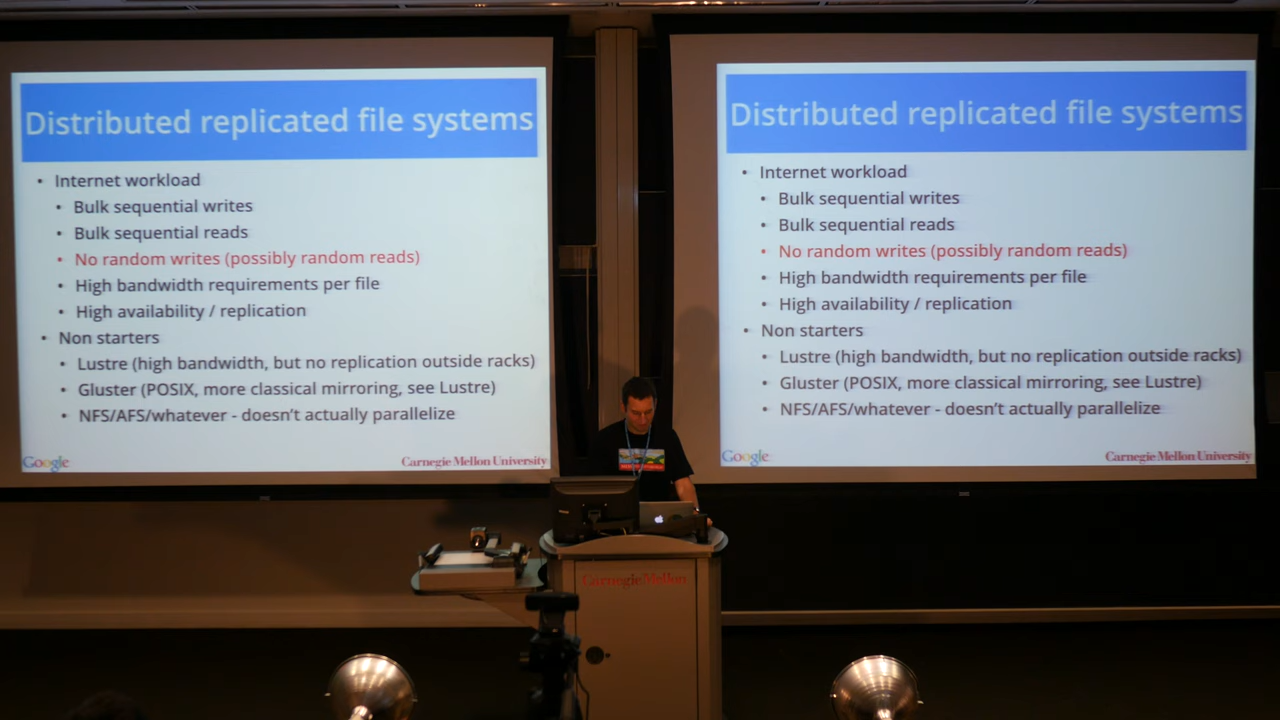 Distributed replicated file systems
• Internet workload
• Bulk sequential writes
• Bulk sequential reads
• No random writes (possibly random reads)
• High bandwidth requirements per file
• High availability / replication
• Non starters
• Lustre (high bandwidth, but no replication outside racks)
• Gluster (POSIX, more classical mirroring, see Lustre)
• NFS/AFS/whatever - doesn't actually parallelize
Google
Carnegie Mellon University
Distributed replicated file systems
• Internet workload
• Bulk sequential writes
• Bulk sequential reads
• No random writes (possibly random reads)
• High bandwidth requirements per file
• High availability / replication
• Non starters
• Lustre (high bandwidth, but no replication outside racks)
• Gluster (POSIX, more classical mirroring, see Lustre)
• NFS/AFS/whatever - doesn't actually parallelize
Google
Carnegie Mellon University
Carnegie Mellon